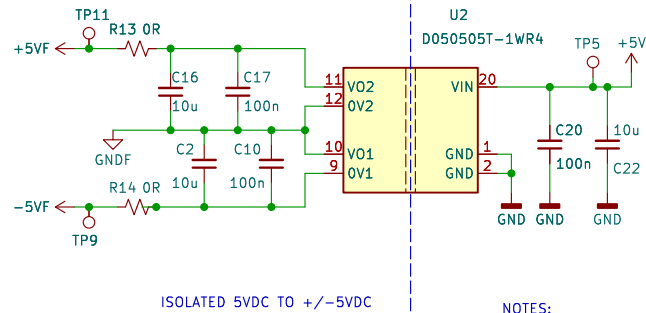 TP11
U2
R13 0R
+5VF
DO50505T-1WR4
TP5
+5V
C16
10u
C17
100n
11
VO2
12
0V2
VIN
20
GNDF
C2
10u
C10
100n
10
VO1
9
0V1
GND
1
GND
2
C20
100n
10u
C22
R14 0R
-5VF
TP9
GND
GND
GND
ISOLATED 5VDC TO +/-5VDC
NOTES: